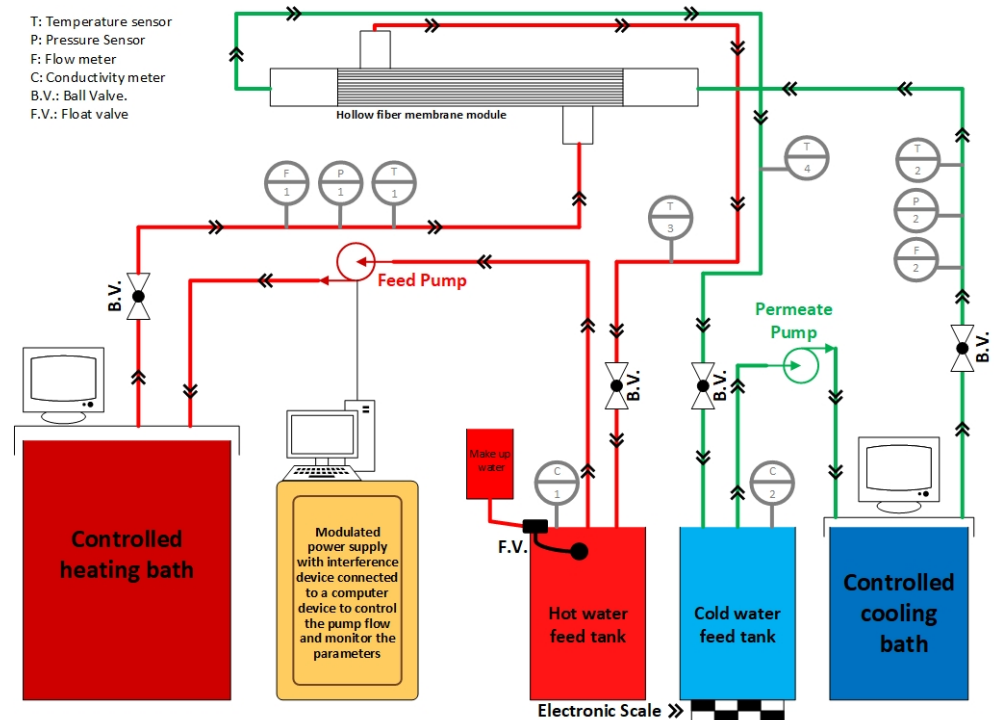 T: Temperature sensor
P: Pressure Sensor
F: Flow meter
C: Conductivity meter
B.V.: Ball Valve.
F.V.: Float valve
Hollow fiber membrane module
F
1
P
1
T
1
T
2
P
2
F
2
T
3
T
4
Feed Pump
Permeate
Pump
B.V.
B.V.
B.V.
B.V.
Make up
water
C
1
C
2
F.V.
Controlled
heating bath
Modulated
power supply
with interference
device connected
to a computer
device to control
the pump flow
and monitor the
parameters
Hot water
feed tank
Cold water
feed tank
Controlled
cooling
bath
Electronic Scale